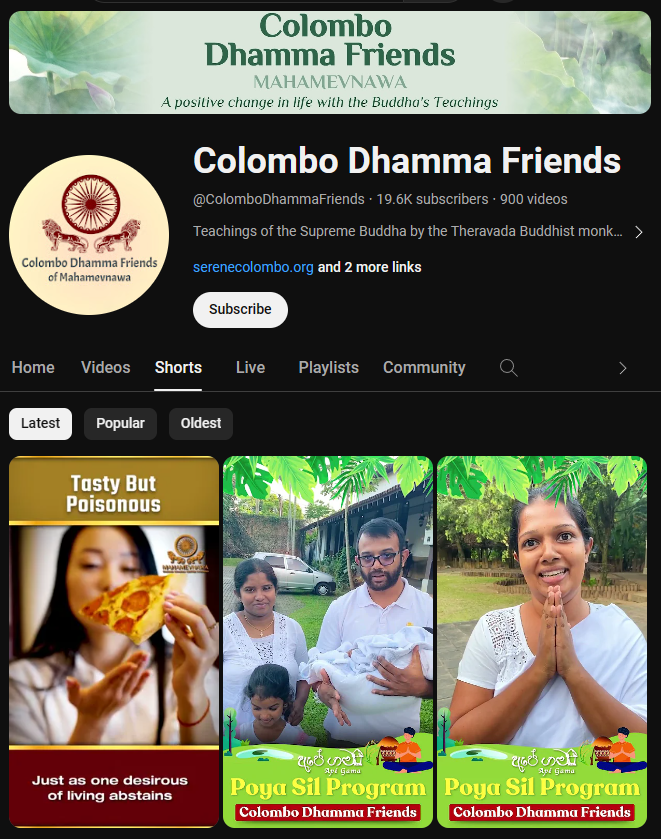 Colombo
Dhamma Friends
MAHAMEVNAWA
A positive change in life with the Buddha's Teachings
Colombo Dhamma Friends
of Mahamevnawa
Colombo Dhamma Friends
@ColomboDhammaFriends · 19.6K subscribers · 900 videos
Teachings of the Supreme Buddha by the Theravada Buddhist monk...
serenecolombo.org and 2 more links
Subscribe
Home Videos Shorts Live Playlists Community
Latest Popular Oldest
Tasty But
Poisonous
MAHAMEVNAWA
Just as one desirous
of living abstains
අපේ ගමයි
Ape Gama
Poya Sil Program
Colombo Dhamma Friends
අපේ ගමයි
Ape Gama
Poya Sil Program
Colombo Dhamma Friends